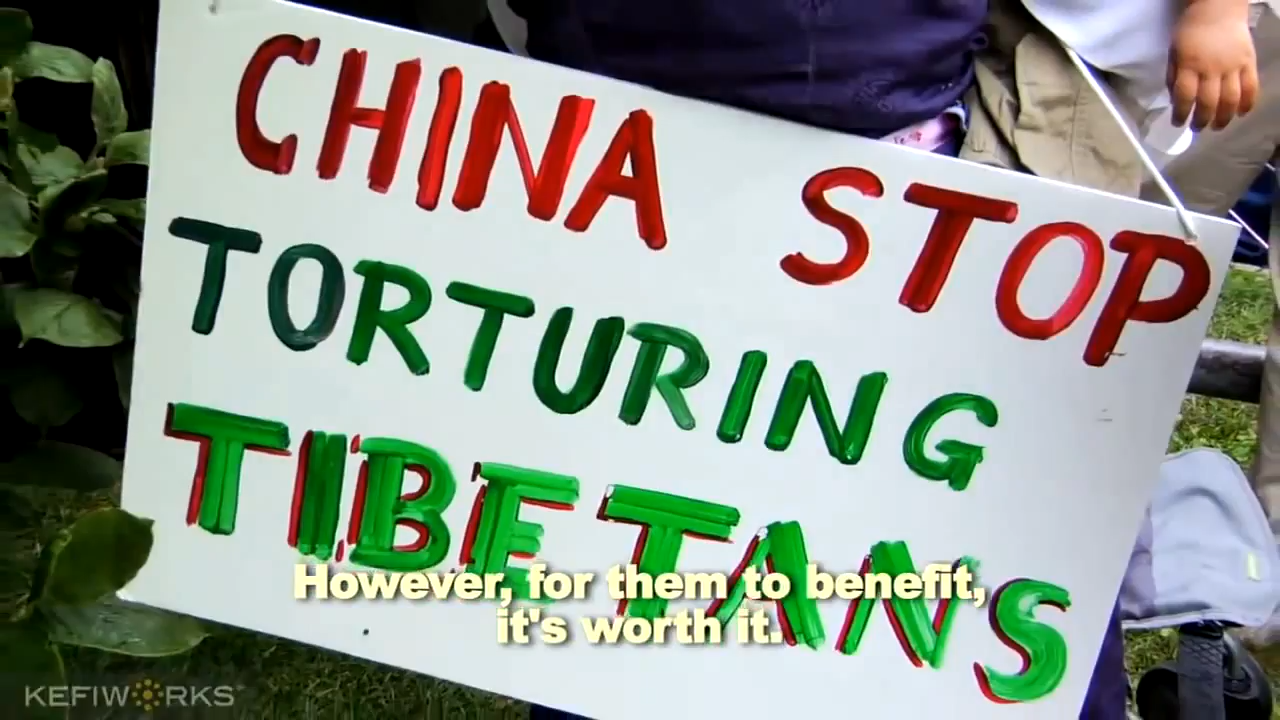 CHINA STOP
TORTURING
TIBETANS
However, for them to benefit,
it's worth it.
KEFIWORKS